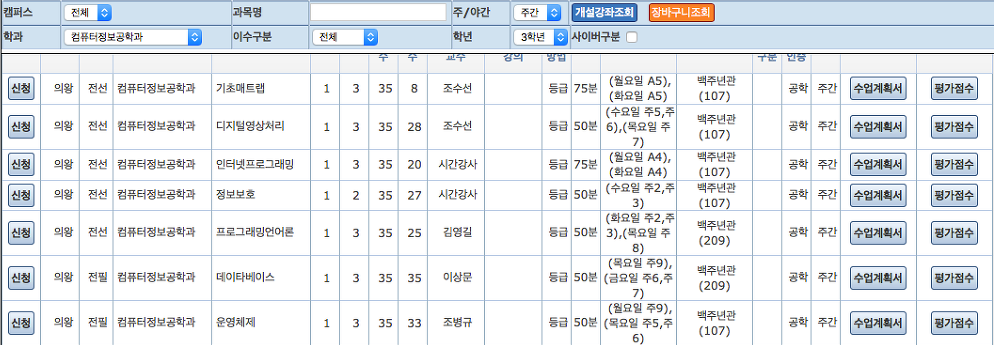 캠퍼스 전체 과목명 주/야간 주간 개설강좌조회 장바구니조회
학과 컴퓨터정보공학과 이수구분 전체 학년 3학년 사이버구분
수 수 교수 강의 방법 구분 인증
신청 의왕 전선 컴퓨터정보공학과 기초매트랩 1 3 35 8 조수선 등급 75분 (월요일 A5),(화요일 A5) 백주년관(107) 공학 주간 수업계획서 평가점수
신청 의왕 전선 컴퓨터정보공학과 디지털영상처리 1 3 35 28 조수선 등급 50분 (수요일 주5,주6),(목요일 주7) 백주년관(107) 공학 주간 수업계획서 평가점수
신청 의왕 전선 컴퓨터정보공학과 인터넷프로그래밍 1 3 35 20 시간강사 등급 75분 (월요일 A4),(화요일 A4) 백주년관(107) 공학 주간 수업계획서 평가점수
신청 의왕 전선 컴퓨터정보공학과 정보보호 1 2 35 27 시간강사 등급 50분 (수요일 주2,주3) 백주년관(107) 공학 주간 수업계획서 평가점수
신청 의왕 전선 컴퓨터정보공학과 프로그래밍언어론 1 3 35 25 김영길 등급 50분 (화요일 주2,주3),(목요일 주8) 백주년관(209) 공학 주간 수업계획서 평가점수
신청 의왕 전필 컴퓨터정보공학과 데이타베이스 1 3 35 35 이상문 등급 50분 (목요일 주9),(금요일 주6,주7) 백주년관(209) 공학 주간 수업계획서 평가점수
신청 의왕 전필 컴퓨터정보공학과 운영체제 1 3 35 33 조병규 등급 50분 (월요일 주9),(목요일 주5,주6) 백주년관(107) 공학 주간 수업계획서 평가점수